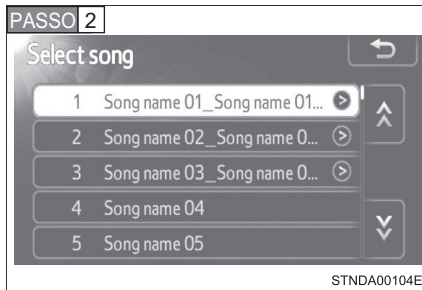 PASSO 2
Select song
1 Song name 01_Song name 01...
2 Song name 02_Song name 0...
3 Song name 03_Song name 0...
4 Song name 04
5 Song name 05
STNDA00104E